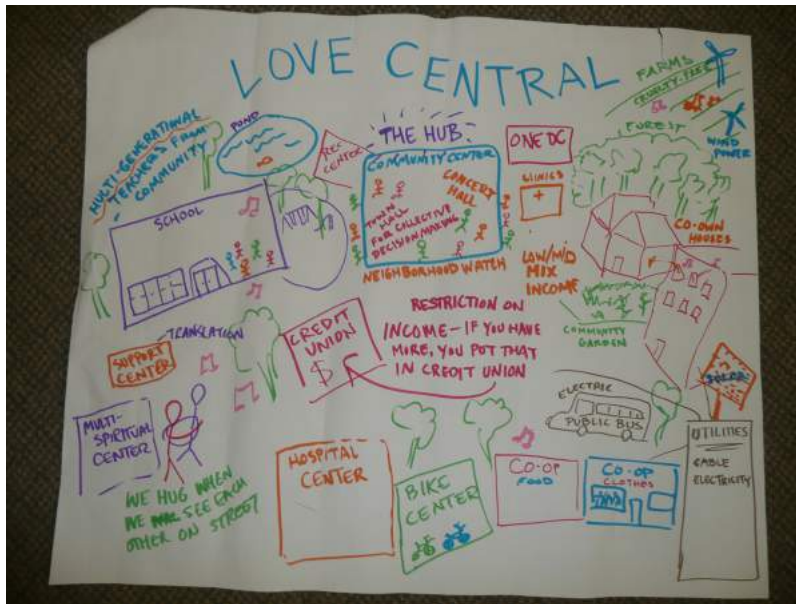 LOVE CENTRAL
FARMS
CRUELTY-FREE
WIND
POWER
FOREST
MULTI-GENERATIONAL
TEACHERS FROM
COMMUNITY
POND
REC
CENTER
THE HUB
COMMUNITY CENTER
CONCERT
HALL
TOWN
HALL
FOR COLLECTIVE
DECISION MAKING
NEIGHBORHOOD WATCH
ONE DC
CLINICS
SCHOOL
CO-OWN
HOUSES
LOW/MID
MIX
INCOME
COMMUNITY
GARDEN
TRANSLATION
SUPPORT
CENTER
CREDIT
UNION
$
RESTRICTION ON
INCOME - IF YOU HAVE
MORE, YOU PUT THAT
IN CREDIT UNION
ELECTRIC
PUBLIC BUS
SOLAR
UTILITIES
CABLE
ELECTRICITY
MULTI-
SPIRITUAL
CENTER
WE HUG WHEN
WE SEE EACH
OTHER ON STREET
HOSPITAL
CENTER
BIKE
CENTER
CO-OP
FOOD
CO-OP
CLOTHES